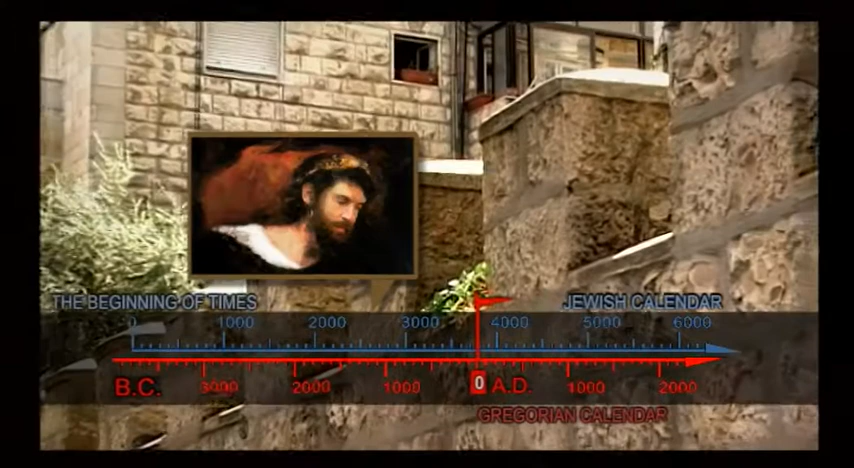 THE BEGINNING OF TIMES
JEWISH CALENDAR
0 1000 2000 3000 4000 5000 6000
B.C. 3000 2000 1000 0 A.D. 1000 2000
GREGORIAN CALENDAR